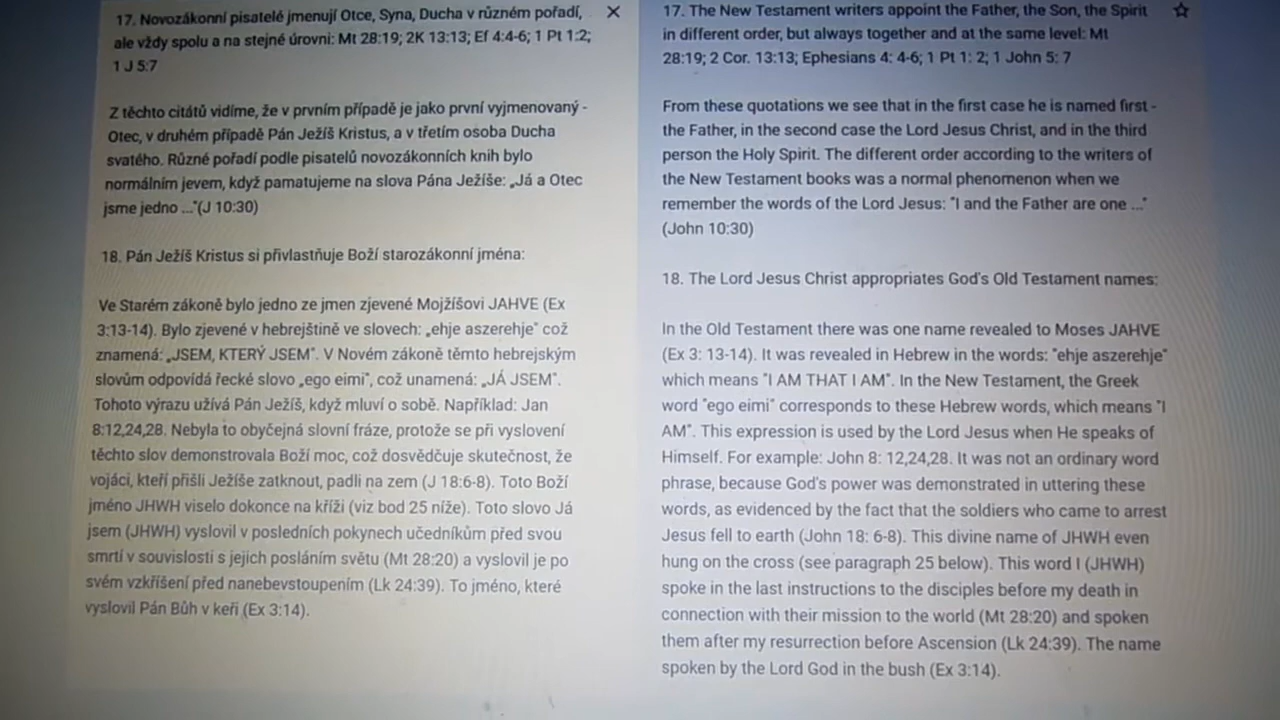 17. Novozákonní pisatelé jmenují Otce, Syna, Ducha v různém pořadí,
ale vždy spolu a na stejné úrovni: Mt 28:19; 2K 13:13; Ef 4:4-6; 1 Pt 1:2;
1 J 5:7
Z těchto citátů vidíme, že v prvním případě je jako první vyjmenovaný -
Otec, v druhém případě Pán Ježíš Kristus, a v třetím osoba Ducha
svatého. Různé pořadí podle pisatelů novozákonních knih bylo
normálním jevem, když pamatujeme na slova Pána Ježíše: „Já a Otec
jsme jedno ..."(J 10:30)
18. Pán Ježíš Kristus si přivlastňuje Boží starozákonní jména:
Ve Starém zákoně bylo jedno ze jmen zjevené Mojžíšovi JAHVE (Ex
3:13-14). Bylo zjevené v hebrejštině ve slovech: „ehje aszerehje" což
znamená: „JSEM, KTERÝ JSEM". V Novém zákoně těmto hebrejským
slovům odpovídá řecké slovo „ego eimi", což unamená: „JÁ JSEM".
Tohoto výrazu užívá Pán Ježíš, když mluví o sobě. Například: Jan
8:12,24,28. Nebyla to obyčejná slovní fráze, protože se při vyslovení
těchto slov demonstrovala Boží moc, což dosvědčuje skutečnost, že
vojáci, kteří přišli Ježíše zatknout, padli na zem (J 18:6-8). Toto Boží
jméno JHWH viselo dokonce na kříži (viz bod 25 níže). Toto slovo Já
jsem (JHWH) vyslovil v posledních pokynech učedníkům před svou
smrtí v souvislosti s jejich posláním světu (Mt 28:20) a vyslovil je po
svém vzkříšení před nanebevstoupením (Lk 24:39). To jméno, které
vyslovil Pán Bůh v keři (Ex 3:14).
17. The New Testament writers appoint the Father, the Son, the Spirit
in different order, but always together and at the same level: Mt
28:19; 2 Cor. 13:13; Ephesians 4: 4-6; 1 Pt 1: 2; 1 John 5: 7
From these quotations we see that in the first case he is named first -
the Father, in the second case the Lord Jesus Christ, and in the third
person the Holy Spirit. The different order according to the writers of
the New Testament books was a normal phenomenon when we
remember the words of the Lord Jesus: "I and the Father are one ..."
(John 10:30)
18. The Lord Jesus Christ appropriates God's Old Testament names:
In the Old Testament there was one name revealed to Moses JAHVE
(Ex 3: 13-14). It was revealed in Hebrew in the words: "ehje aszerehje"
which means "I AM THAT I AM". In the New Testament, the Greek
word "ego eimi" corresponds to these Hebrew words, which means "I
AM". This expression is used by the Lord Jesus when He speaks of
Himself. For example: John 8: 12,24,28. It was not an ordinary word
phrase, because God's power was demonstrated in uttering these
words, as evidenced by the fact that the soldiers who came to arrest
Jesus fell to earth (John 18: 6-8). This divine name of JHWH even
hung on the cross (see paragraph 25 below). This word I (JHWH)
spoke in the last instructions to the disciples before my death in
connection with their mission to the world (Mt 28:20) and spoken
them after my resurrection before Ascension (Lk 24:39). The name
spoken by the Lord God in the bush (Ex 3:14).